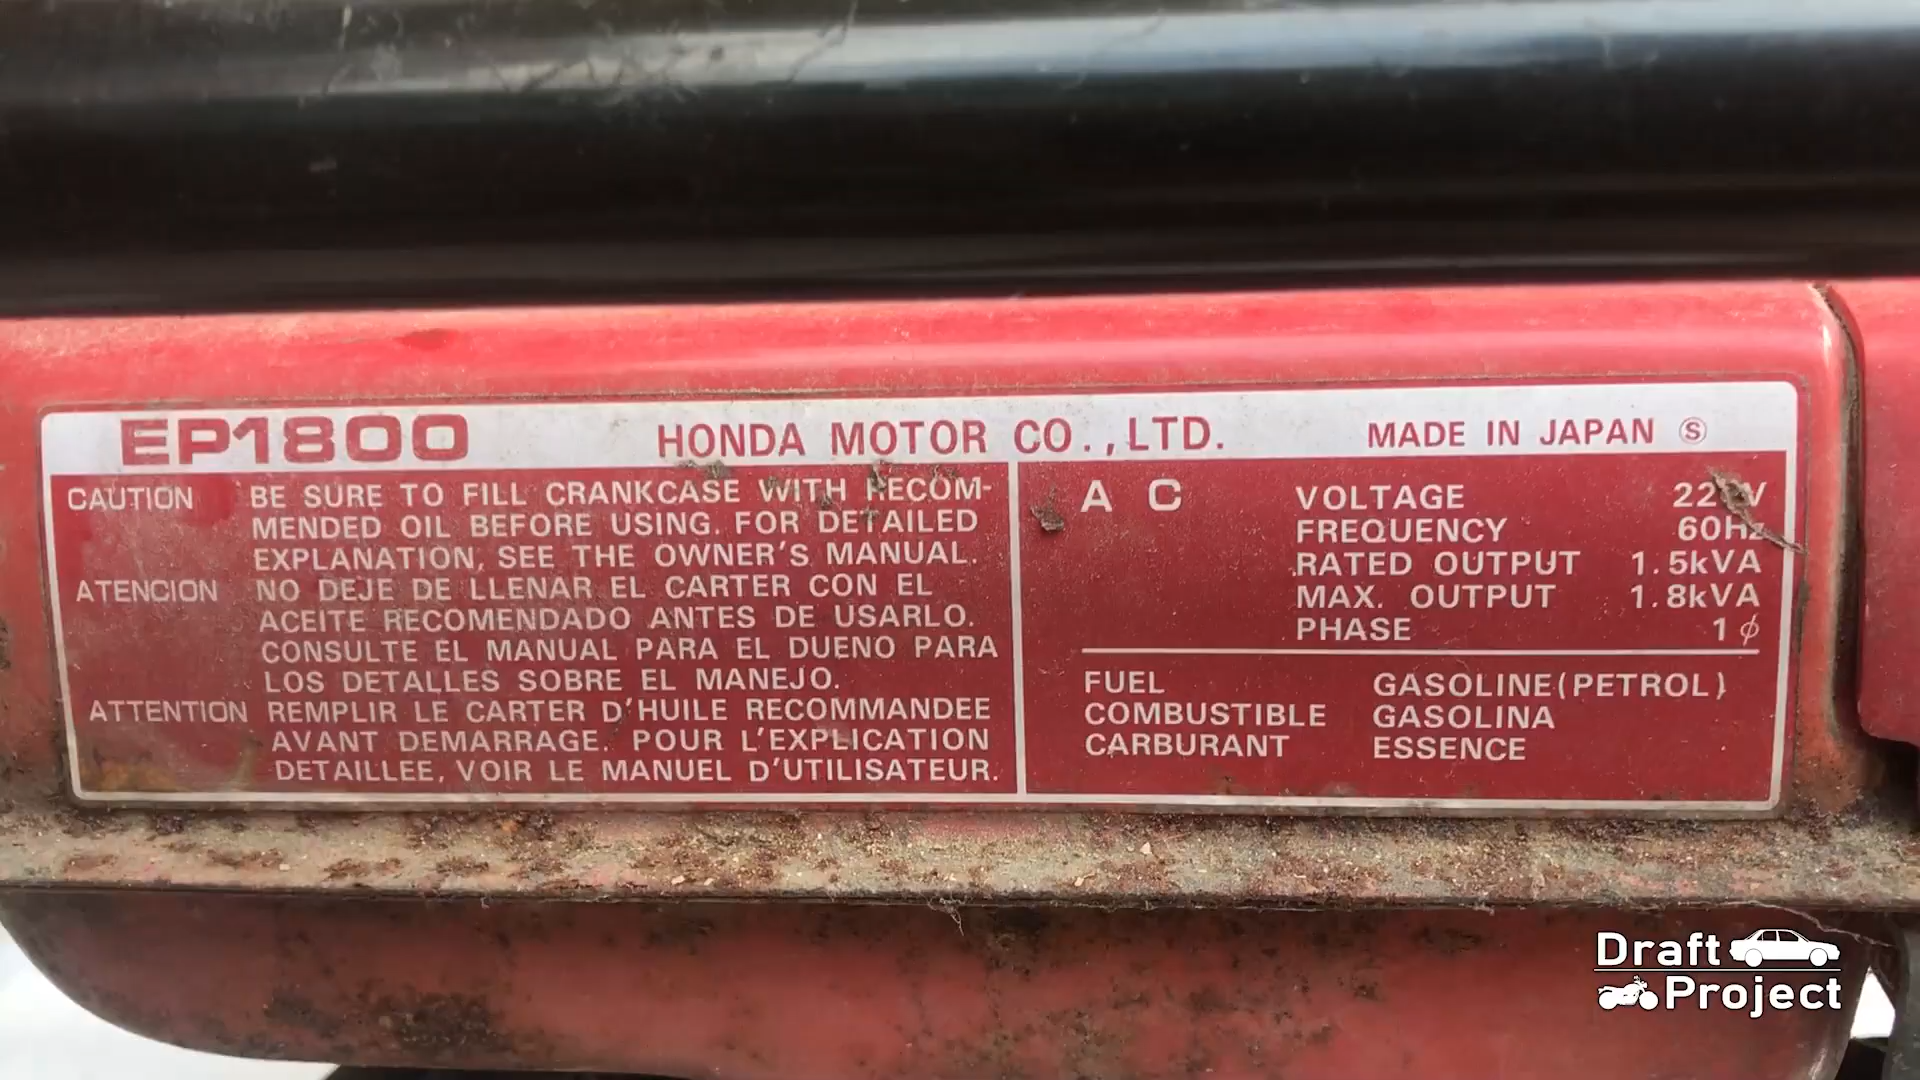 EP1800 HONDA MOTOR CO.,LTD. MADE IN JAPAN Ⓢ
CAUTION BE SURE TO FILL CRANKCASE WITH RECOM-
MENDED OIL BEFORE USING. FOR DETAILED
EXPLANATION, SEE THE OWNER'S MANUAL.
ATENCION NO DEJE DE LLENAR EL CARTER CON EL
ACEITE RECOMENDADO ANTES DE USARLO.
CONSULTE EL MANUAL PARA EL DUENO PARA
LOS DETALLES SOBRE EL MANEJO.
ATTENTION REMPLIR LE CARTER D'HUILE RECOMMANDEE
AVANT DEMARRAGE. POUR L'EXPLICATION
DETAILLEE, VOIR LE MANUEL D'UTILISATEUR.
AC VOLTAGE
FREQUENCY 60Hz
RATED OUTPUT 1.5kVA
MAX. OUTPUT 1.8kVA
PHASE 1ϕ
FUEL GASOLINE(PETROL)
COMBUSTIBLE GASOLINA
CARBURANT ESSENCE
Draft
Project